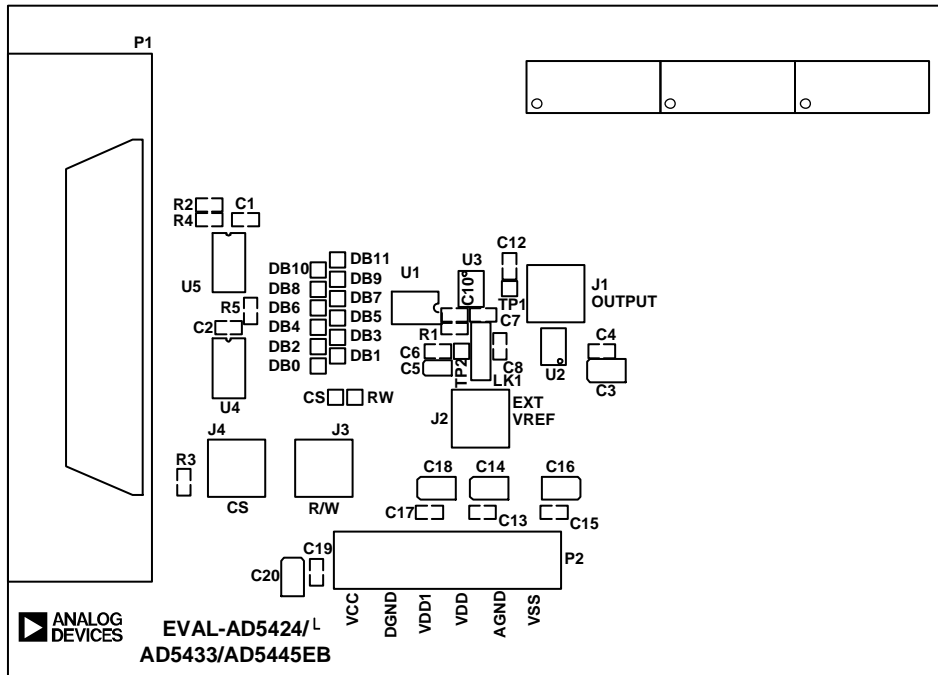 P1
R2
C1
R4
C12
DB11
U3
DB10
U1
DB9
J1
DB8
C10
OUTPUT
U5
DB7
TP1
DB6
R5
DB5
C7
C2
DB4
R1
DB3
C4
DB2
C6
DB1
C8
U2
DB0
C5
TP2
LK1
C3
U4
CS
RW
EXT
VREF
J2
J4
J3
R3
C18
C14
C16
CS
R/W
C17
C13
C15
C19
P2
C20
VCC
DGND
VDD1
VDD
AGND
VSS
ANALOG
DEVICES
EVAL-AD5424/L
AD5433/AD5445EB